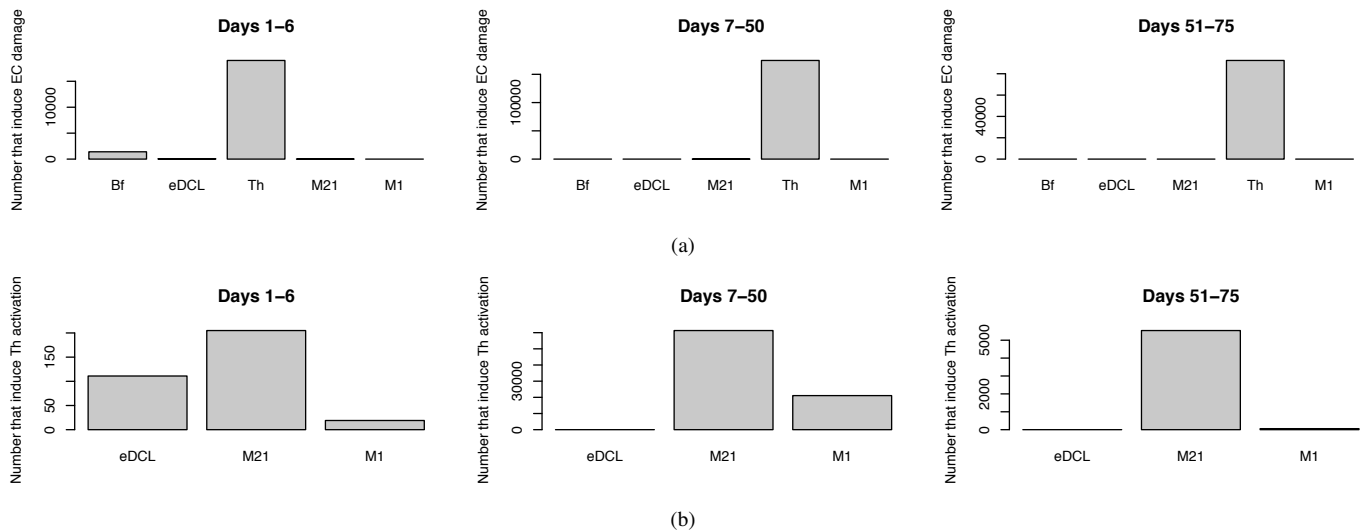 Days 1–6
Number that induce EC damage
0
10000
Bf eDCL Th M21 M1
Days 7–50
Number that induce EC damage
0
100000
Bf eDCL M21 Th M1
Days 51–75
Number that induce EC damage
0
40000
Bf eDCL M21 Th M1
(a)
Days 1–6
Number that induce Th activation
0
50
150
eDCL M21 M1
Days 7–50
Number that induce Th activation
0
30000
eDCL M21 M1
Days 51–75
Number that induce Th activation
0
2000
5000
eDCL M21 M1
(b)